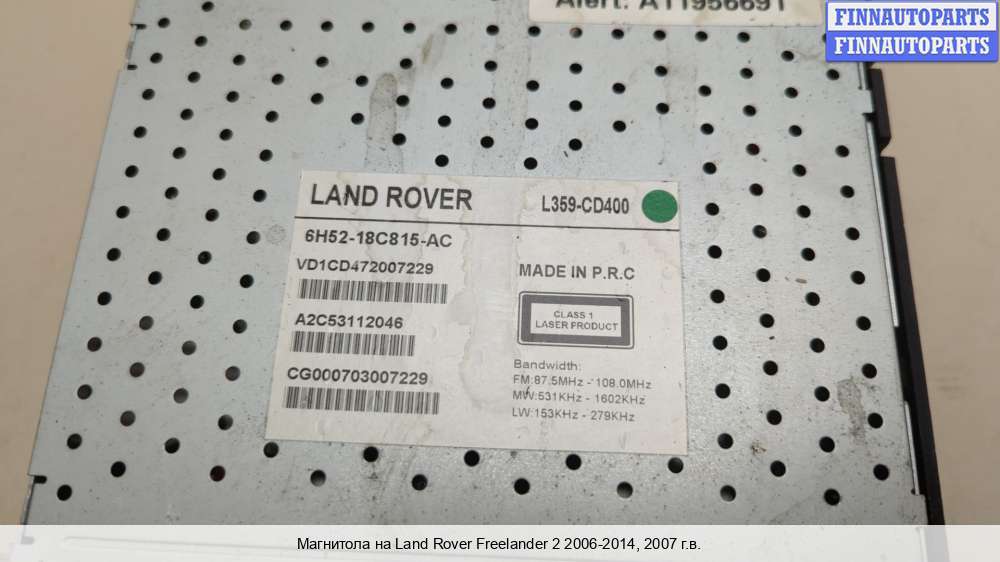 Alert: A11956691
FINNAUTOPARTS
FINNAUTOPARTS
LAND ROVER
L359-CD400
6H52-18C815-AC
VD1CD472007229
MADE IN P.R.C
CLASS 1
LASER PRODUCT
A2C53112046
CG000703007229
Bandwidth:
FM:87.5MHz - 108.0MHz
MW:531KHz - 1602KHz
LW:153KHz - 279KHz
Магнитола на Land Rover Freelander 2 2006-2014, 2007 г.в.